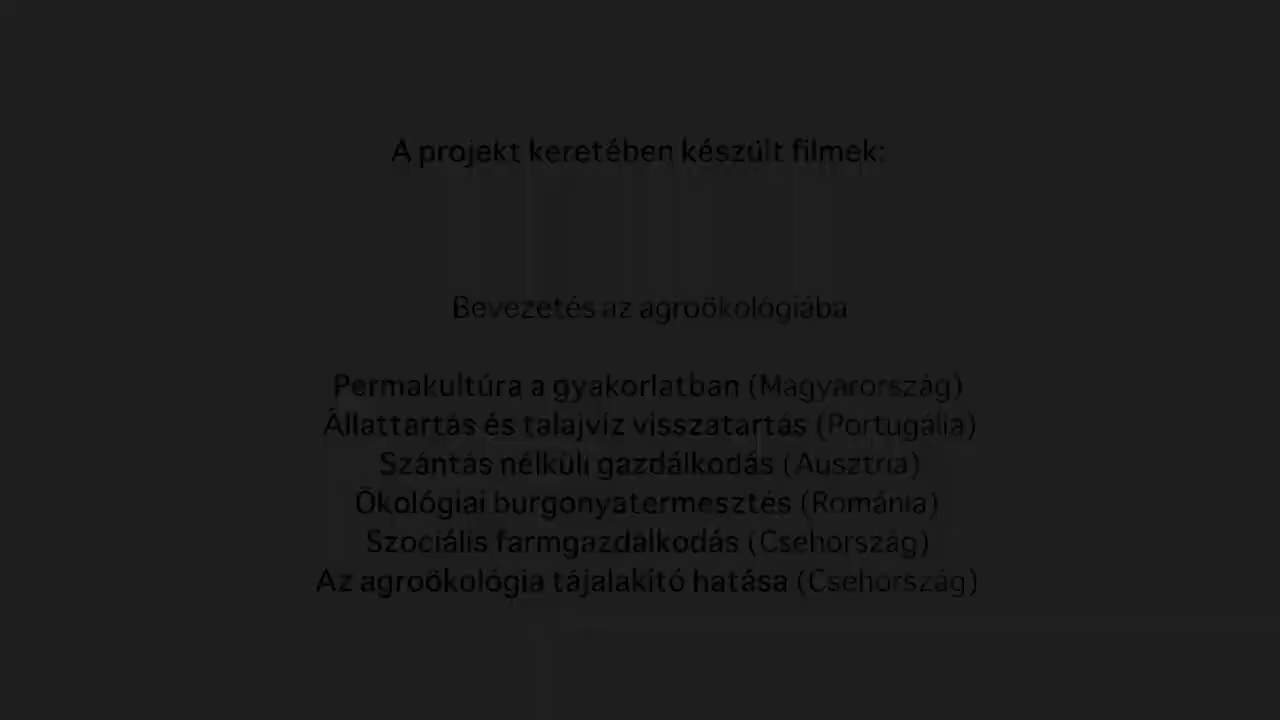 A projekt keretében készült filmek:
Bevezetés az agroökológiába
Permakultúra a gyakorlatban (Magyarország)
Állattartás és talajvíz visszatartás (Portugália)
Szántás nélküli gazdálkodás (Ausztria)
Ökológiai burgonyatermesztés (Románia)
Szociális farmgazdálkodás (Csehország)
Az agroökológia tájalakító hatása (Csehország)